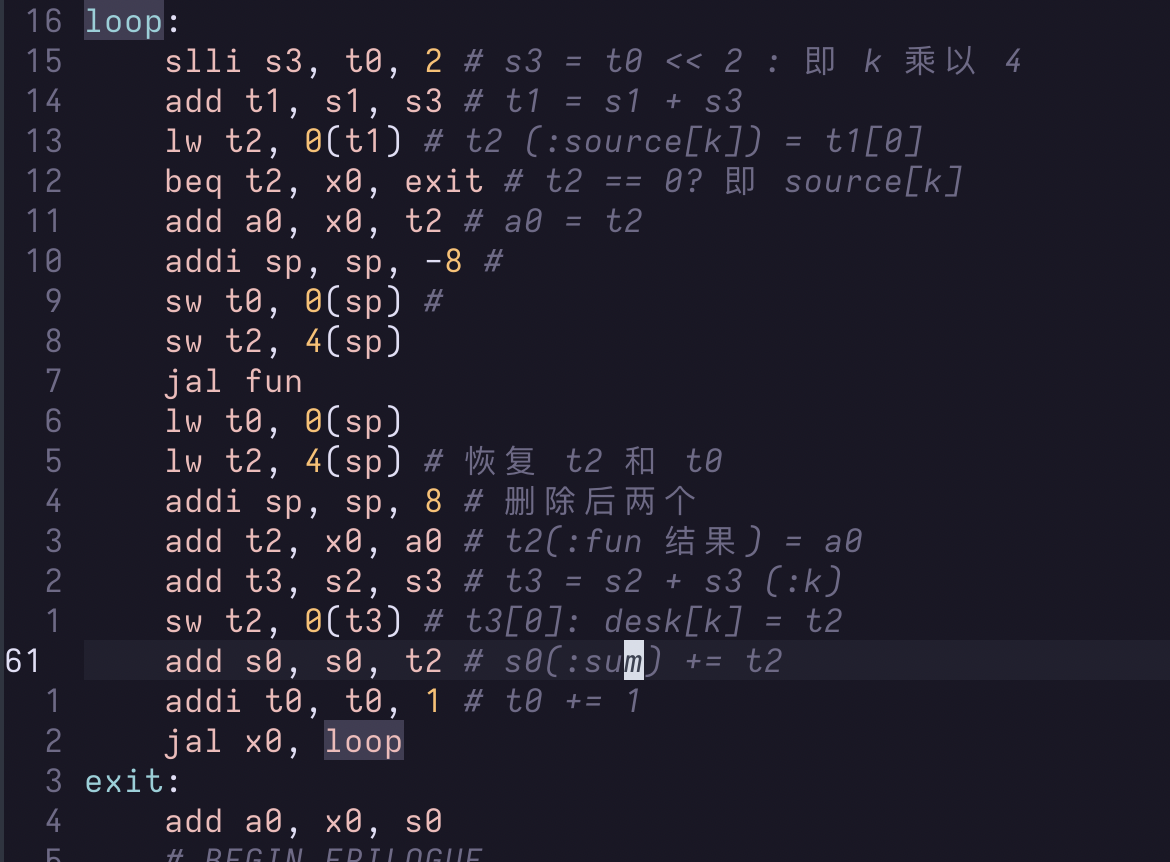 16 loop:
15 slli s3, t0, 2 # s3 = t0 << 2 : 即 k 乘以 4
14 add t1, s1, s3 # t1 = s1 + s3
13 lw t2, 0(t1) # t2 (:source[k]) = t1[0]
12 beq t2, x0, exit # t2 == 0? 即 source[k]
11 add a0, x0, t2 # a0 = t2
10 addi sp, sp, -8 #
9 sw t0, 0(sp) #
8 sw t2, 4(sp)
7 jal fun
6 lw t0, 0(sp)
5 lw t2, 4(sp) # 恢复 t2 和 t0
4 addi sp, sp, 8 # 删除后两个
3 add t2, x0, a0 # t2(:fun 结果) = a0
2 add t3, s2, s3 # t3 = s2 + s3 (:k)
1 sw t2, 0(t3) # t3[0]: desk[k] = t2
61 add s0, s0, t2 # s0(:sum) += t2
1 addi t0, t0, 1 # t0 += 1
2 jal x0, loop
3 exit:
4 add a0, x0, s0
5 # BEGIN EPILOGUE